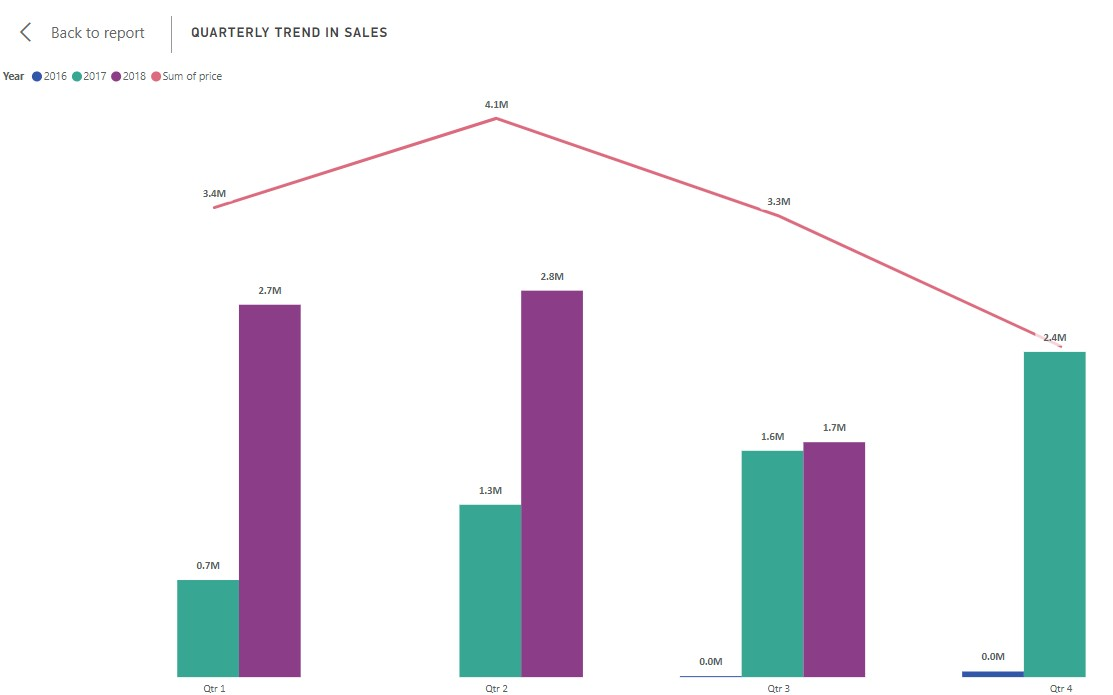 Back to report
QUARTERLY TREND IN SALES
Year 2016 2017 2018 Sum of price
4.1M
3.4M
3.3M
2.8M
2.7M
2.4M
1.7M
1.6M
1.3M
0.7M
0.0M
0.0M
Qtr 1 Qtr 2 Qtr 3 Qtr 4